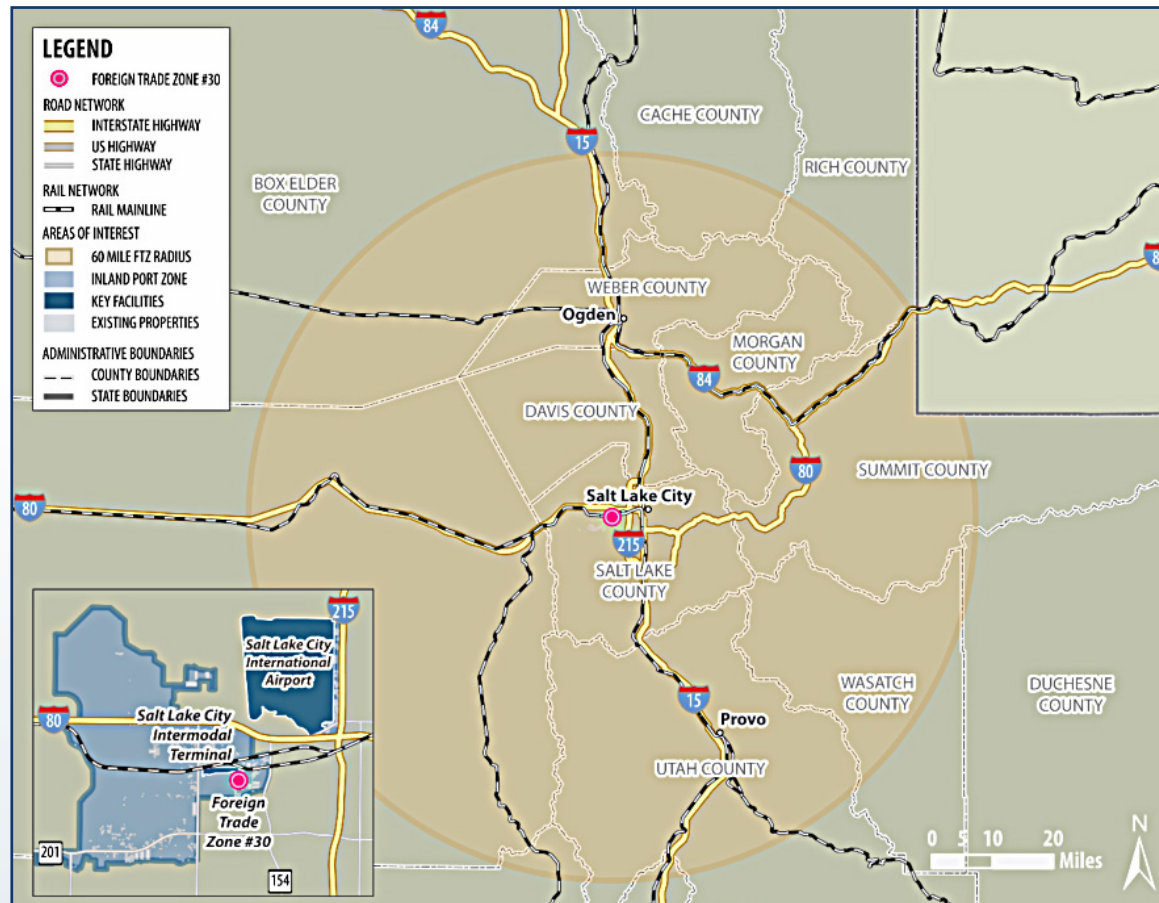 LEGEND
FOREIGN TRADE ZONE #30
ROAD NETWORK
INTERSTATE HIGHWAY
US HIGHWAY
STATE HIGHWAY
RAIL NETWORK
RAIL MAINLINE
AREAS OF INTEREST
60 MILE FTZ RADIUS
INLAND PORT ZONE
KEY FACILITIES
EXISTING PROPERTIES
ADMINISTRATIVE BOUNDARIES
COUNTY BOUNDARIES
STATE BOUNDARIES
84
15
CACHE COUNTY
RICH COUNTY
BOX ELDER
COUNTY
WEBER COUNTY
Ogden
MORGAN
COUNTY
84
DAVIS COUNTY
80
SUMMIT COUNTY
80
Salt Lake City
215
SALT LAKE
COUNTY
15
Provo
WASATCH
COUNTY
DUCHESNE
COUNTY
UTAH COUNTY
215
Salt Lake City
International
Airport
80
Salt Lake City
Intermodal
Terminal
Foreign
Trade
Zone #30
201
154
0 5 10 20
Miles
N